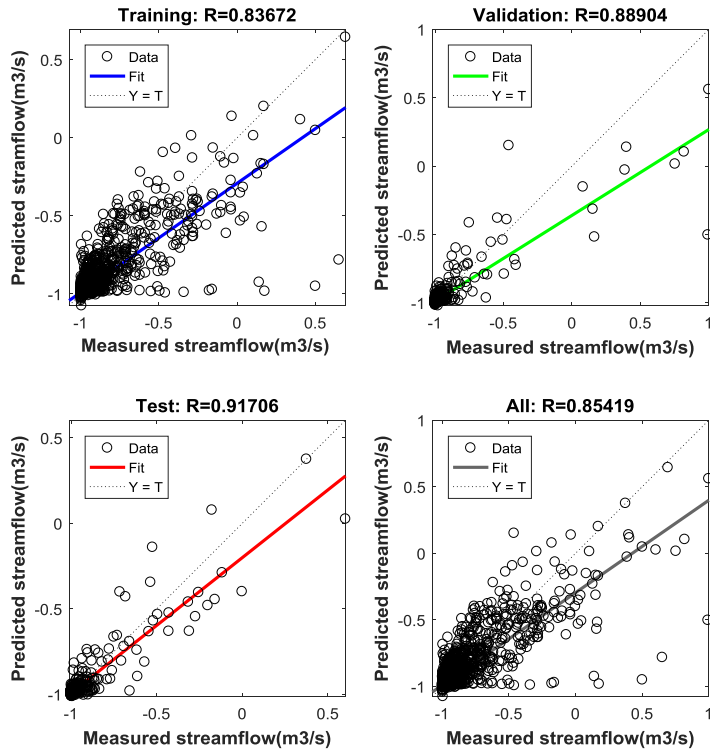 Training: R=0.83672
Data
Fit
Y = T
0.5
0
-0.5
-1
-1
-0.5
0
0.5
Predicted stramflow(m3/s)
Measured streamflow(m3/s)
Validation: R=0.88904
Data
Fit
Y = T
1
0.5
0
-0.5
-1
-1
-0.5
0
0.5
1
Predicted streamflow(m3/s)
Measured streamflow(m3/s)
Test: R=0.91706
Data
Fit
Y = T
0.5
0
-0.5
-1
-1
-0.5
0
0.5
Predicted streamflow(m3/s)
Measured streamflow(m3/s)
All: R=0.85419
Data
Fit
Y = T
1
0.5
0
-0.5
-1
-1
-0.5
0
0.5
1
Predicted streamflow(m3/s)
Measured streamflow(m3/s)